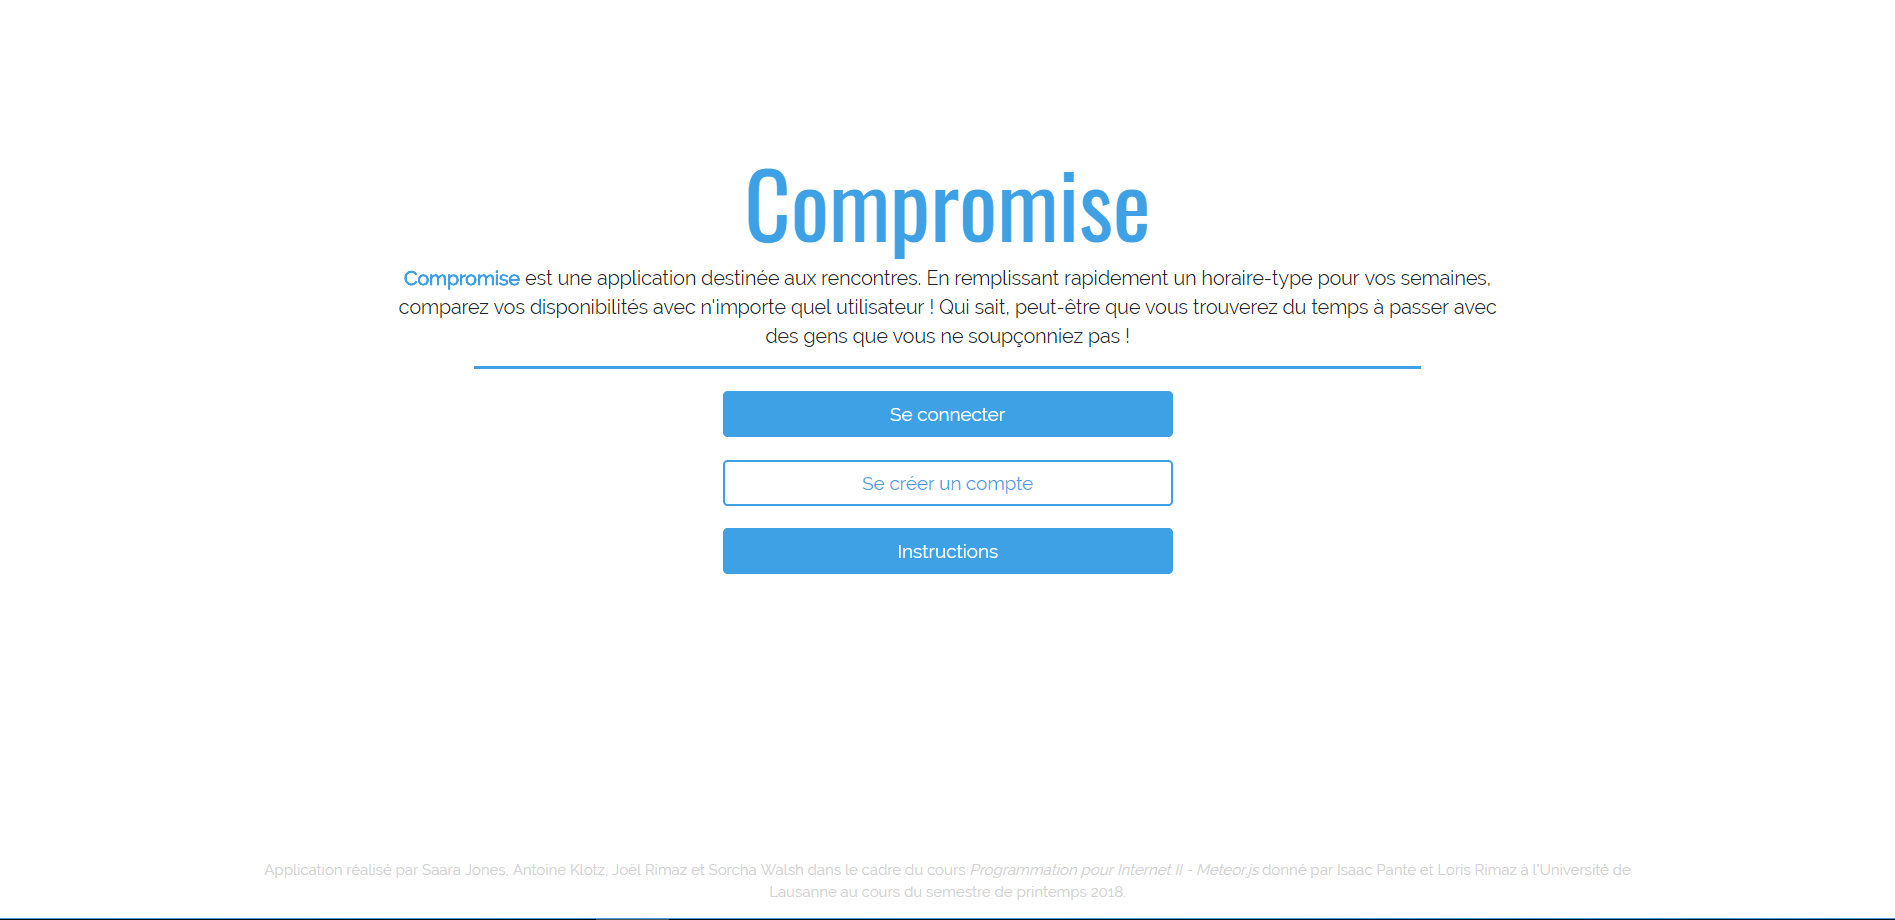 Compromise
Compromise est une application destinée aux rencontres. En remplissant rapidement un horaire-type pour vos semaines,
comparez vos disponibilités avec n'importe quel utilisateur ! Qui sait, peut-être que vous trouverez du temps à passer avec
des gens que vous ne soupçonniez pas !
Se connecter
Se créer un compte
Instructions
Application réalisé par Saara Jones, Antoine Klotz, Joël Rimaz et Sorcha Walsh dans le cadre du cours Programmation pour Internet II - Meteor.js donné par Isaac Pante et Loris Rimaz à l'Université de
Lausanne au cours du semestre de printemps 2018.